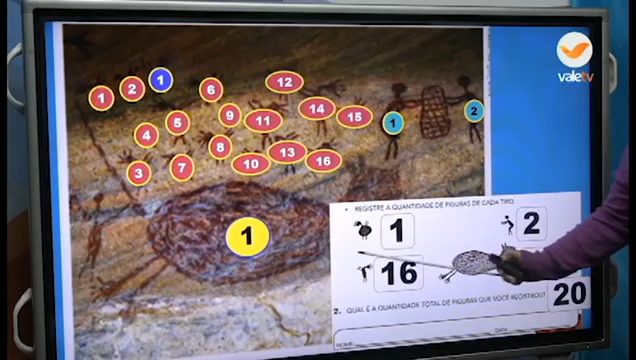 valetv
1 2 1 6 12
4 5 9 11 14 15 1 2
3 7 8 10 13 16
1
• REGISTRE A QUANTIDADE DE FIGURAS DE CADA TIPO.
1 2
16
2. QUAL É A QUANTIDADE TOTAL DE FIGURAS QUE VOCÊ REGISTROU? 20
NOME: DATA: